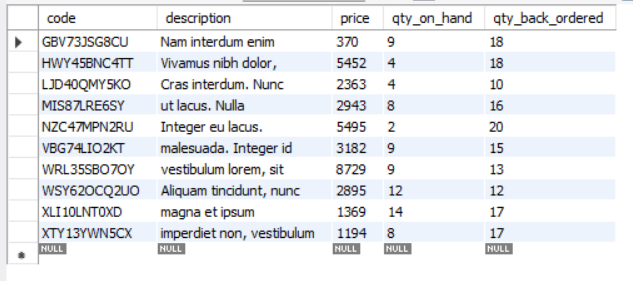 code description price qty_on_hand qty_back_ordered
GBV73JSG8CU Nam interdum enim 370 9 18
HWY45BNC4TT Vivamus nibh dolor, 5452 4 18
LJD40QMY5KO Cras interdum. Nunc 2363 4 10
MIS87LRE6SY ut lacus. Nulla 2943 8 16
NZC47MPN2RU Integer eu lacus. 5495 2 20
VBG74LIO2KT malesuada. Integer id 3182 9 15
WRL35SBO7OY vestibulum lorem, sit 8729 9 13
WSY62OCQ2UO Aliquam tincidunt, nunc 2895 12 12
XLI10LNT0XD magna et ipsum 1369 14 17
XTY13YWN5CX imperdiet non, vestibulum 1194 8 17
NULL NULL NULL NULL NULL